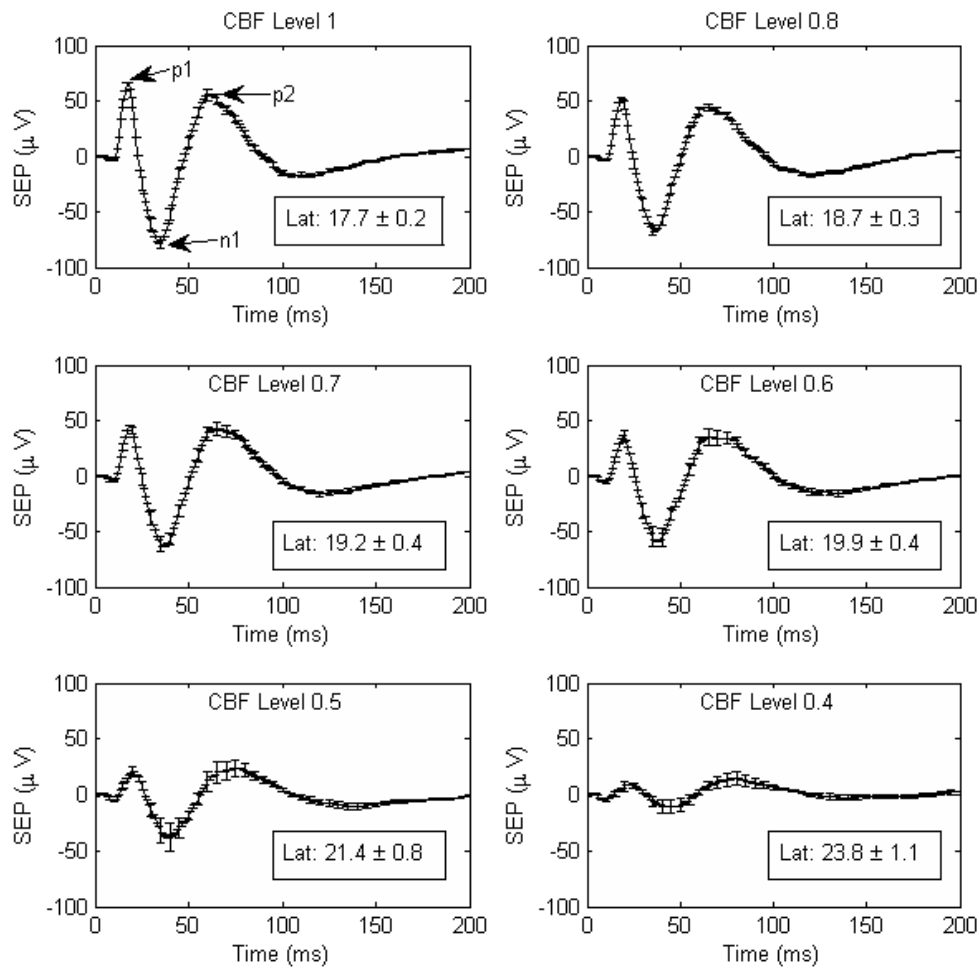 CBF Level 1
100
50
0
-50
-100
SEP (μ V)
p1
p2
n1
Lat: 17.7 ± 0.2
0 50 100 150 200
Time (ms)
CBF Level 0.8
100
50
0
-50
-100
SEP (μ V)
Lat: 18.7 ± 0.3
0 50 100 150 200
Time (ms)
CBF Level 0.7
100
50
0
-50
-100
SEP (μ V)
Lat: 19.2 ± 0.4
0 50 100 150 200
Time (ms)
CBF Level 0.6
100
50
0
-50
-100
SEP (μ V)
Lat: 19.9 ± 0.4
0 50 100 150 200
Time (ms)
CBF Level 0.5
100
50
0
-50
-100
SEP (μ V)
Lat: 21.4 ± 0.8
0 50 100 150 200
Time (ms)
CBF Level 0.4
100
50
0
-50
-100
SEP (μ V)
Lat: 23.8 ± 1.1
0 50 100 150 200
Time (ms)